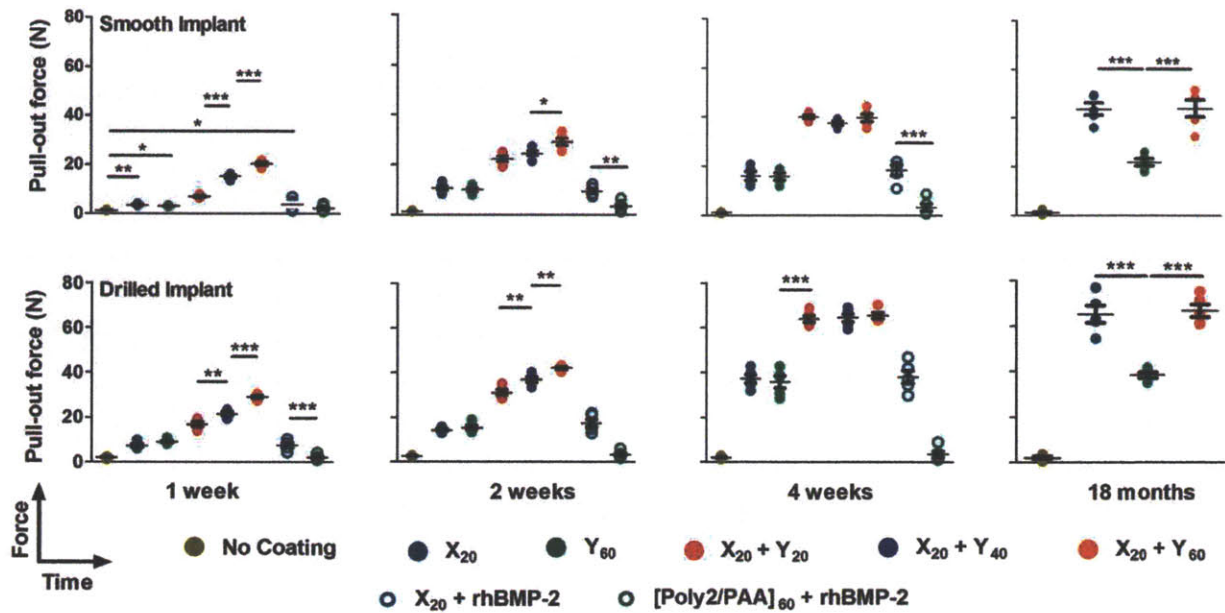 Smooth Implant
Pull-out force (N)
80
60
40
20
0
** * * *** ***
* **
***
*** ***
Drilled Implant
Pull-out force (N)
80
60
40
20
0
** *** ***
** **
***
*** ***
1 week 2 weeks 4 weeks 18 months
Force
Time
No Coating X₂₀ Y₆₀ X₂₀ + Y₂₀ X₂₀ + Y₄₀ X₂₀ + Y₆₀
X₂₀ + rhBMP-2 [Poly2/PAA]₆₀ + rhBMP-2